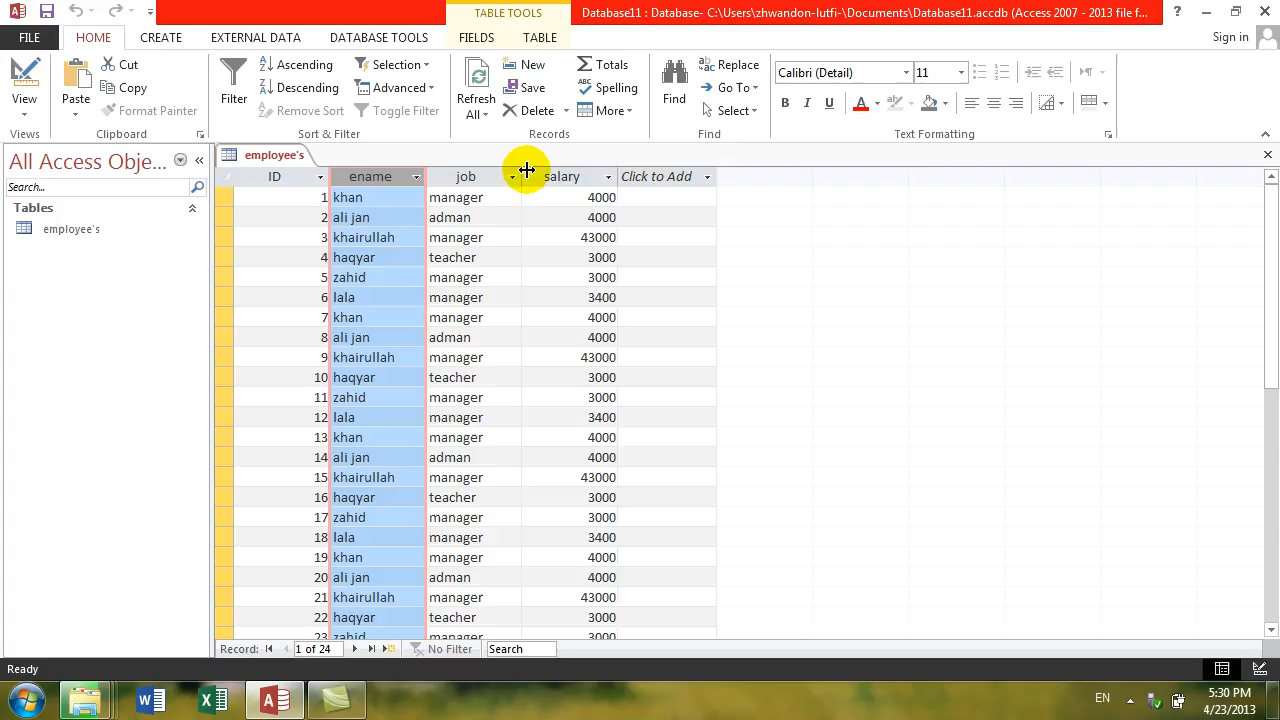 TABLE TOOLS
Database11 : Database- C:\Users\zhwandon-lutfi-\Documents\Database11.accdb (Access 2007 - 2013 file f...
?
FILE HOME CREATE EXTERNAL DATA DATABASE TOOLS FIELDS TABLE Sign in
View
Views
Paste
Cut
Copy
Format Painter
Clipboard
Filter
Ascending
Descending
Remove Sort
Selection
Advanced
Toggle Filter
Sort & Filter
Refresh
All
New
Save
Delete
Totals
Spelling
More
Records
Find
Replace
Go To
Select
Find
Calibri (Detail) 11
B I U A
Text Formatting
All Access Obje...
Search...
Tables
employee's
employee's
ID ename job salary Click to Add
1 khan manager 4000
2 ali jan adman 4000
3 khairullah manager 43000
4 haqyar teacher 3000
5 zahid manager 3000
6 lala manager 3400
7 khan manager 4000
8 ali jan adman 4000
9 khairullah manager 43000
10 haqyar teacher 3000
11 zahid manager 3000
12 lala manager 3400
13 khan manager 4000
14 ali jan adman 4000
15 khairullah manager 43000
16 haqyar teacher 3000
17 zahid manager 3000
18 lala manager 3400
19 khan manager 4000
20 ali jan adman 4000
21 khairullah manager 43000
22 haqyar teacher 3000
23 zahid manager 3000
Record: 1 of 24 No Filter Search
Ready
EN
5:30 PM
4/23/2013